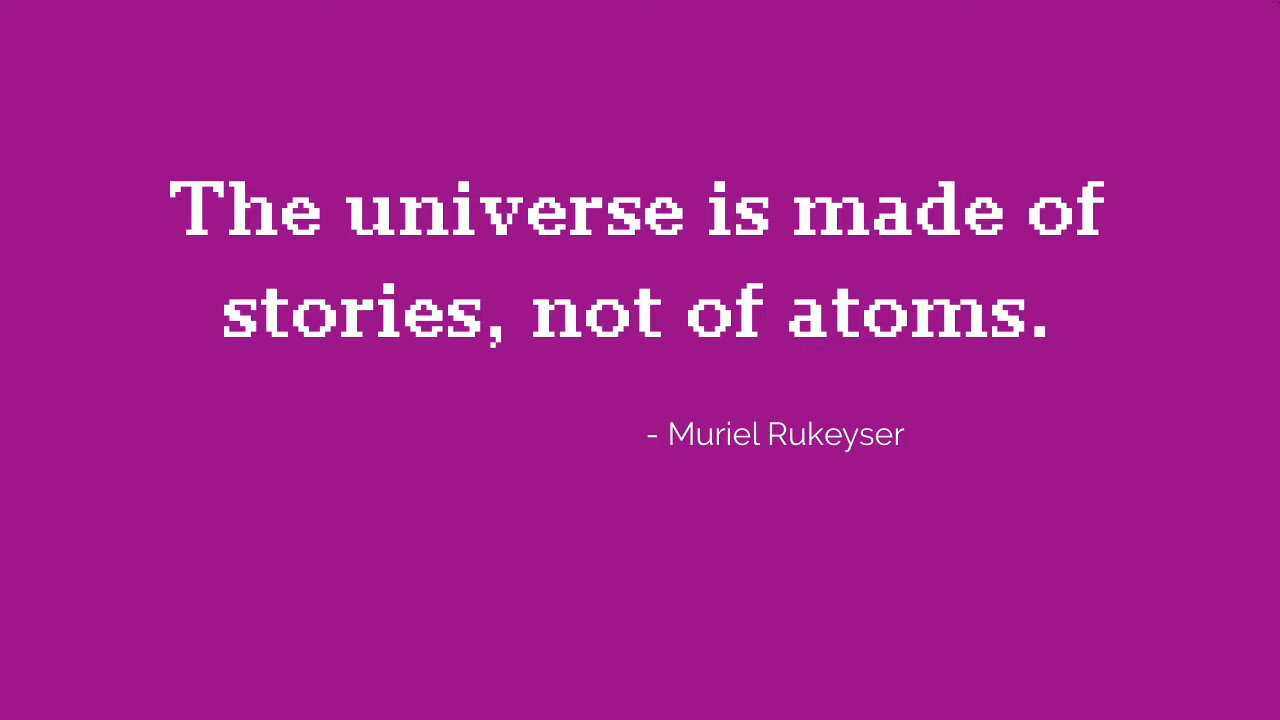 The universe is made of
stories, not of atoms.
- Muriel Rukeyser